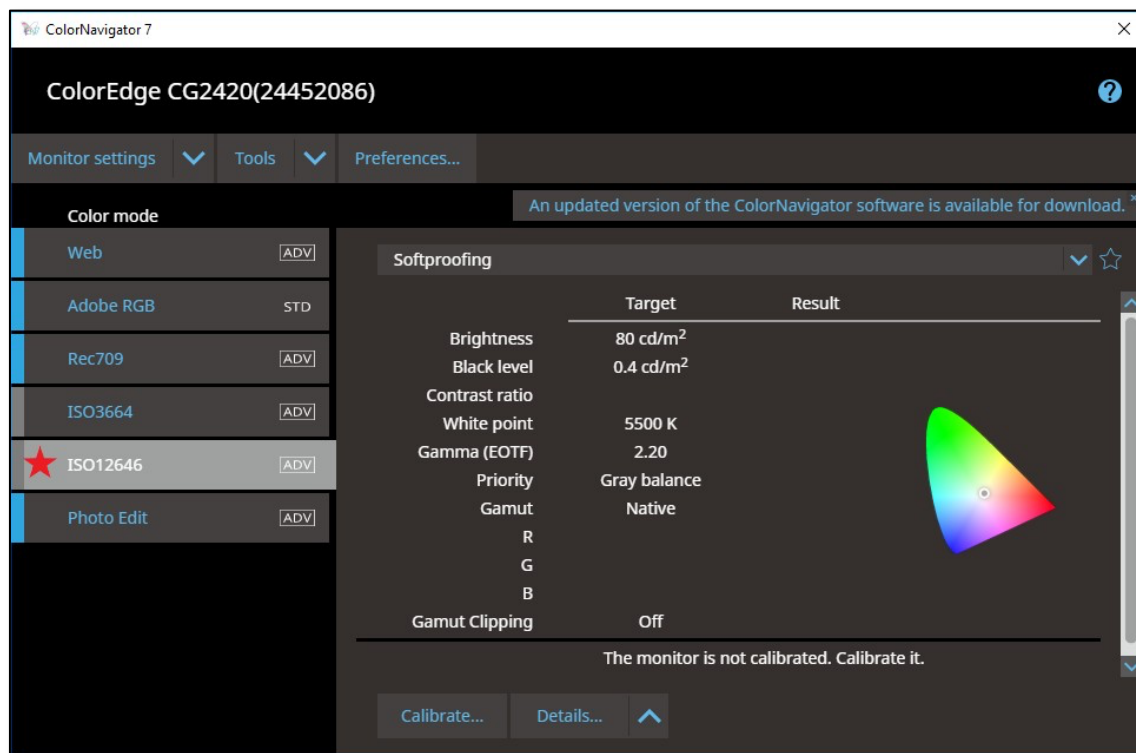 ColorNavigator 7
ColorEdge CG2420(24452086)
Monitor settings Tools Preferences...
An updated version of the ColorNavigator software is available for download.
Color mode
Web ADV
Adobe RGB STD
Rec709 ADV
ISO3664 ADV
ISO12646 ADV
Photo Edit ADV
Softproofing
Target Result
Brightness 80 cd/m²
Black level 0.4 cd/m²
Contrast ratio
White point 5500 K
Gamma (EOTF) 2.20
Priority Gray balance
Gamut Native
R
G
B
Gamut Clipping Off
The monitor is not calibrated. Calibrate it.
Calibrate... Details...